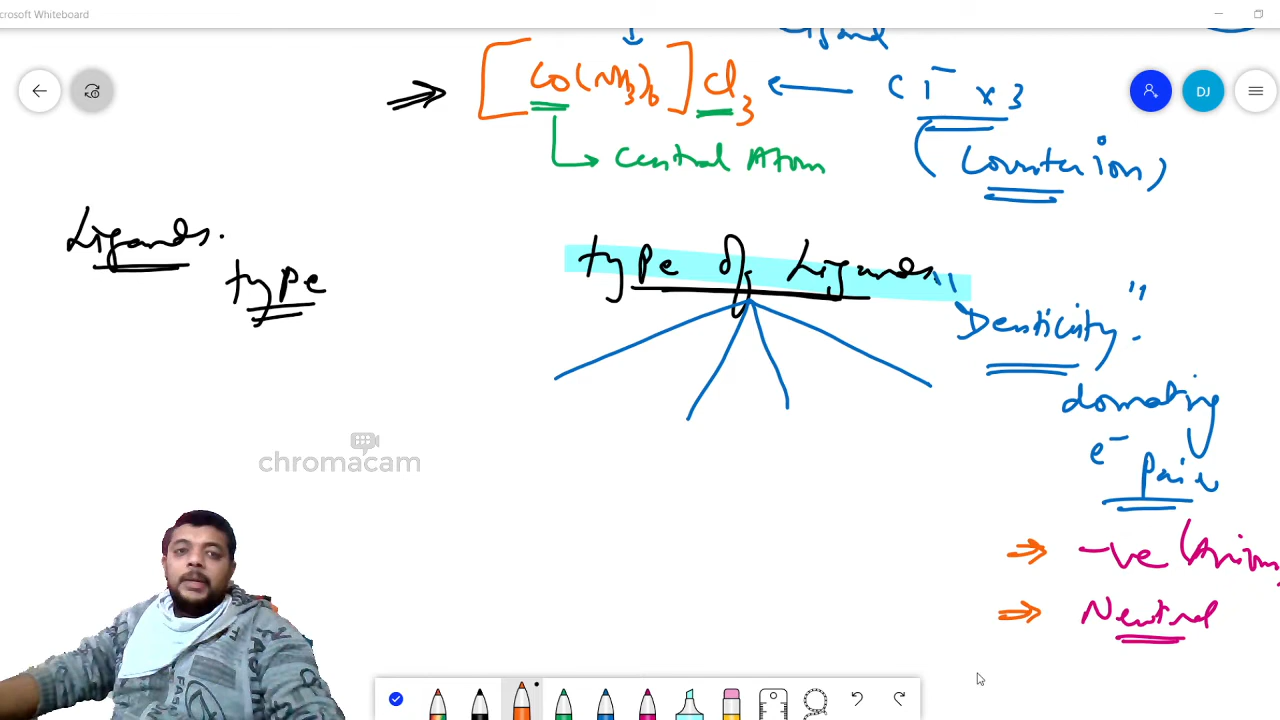 crosoft Whiteboard
Ligand
[Co(NH3)6]Cl3
Cl⁻ x 3
DJ
Central Atom
(Counter ion)
Ligands.
type
type of Ligands
"Denticity."
donating
e⁻
pair
-ve (Anion
Neutral
chromacam